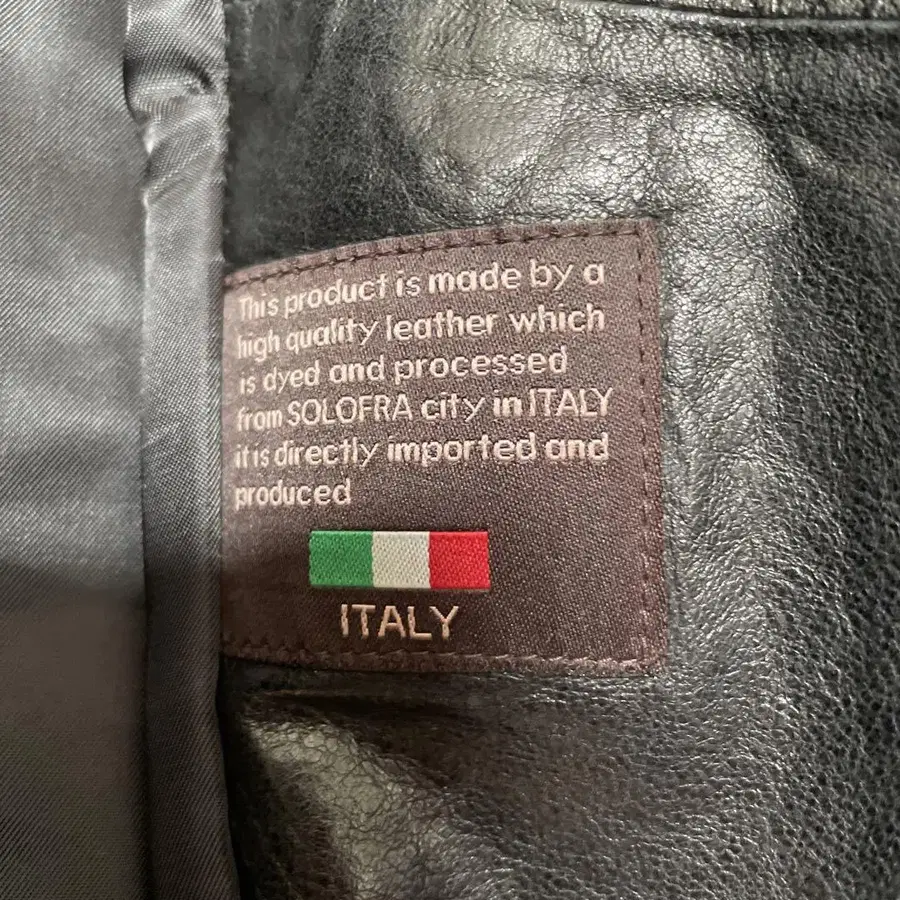 This product is made by a
high quality leather which
is dyed and processed
from SOLOFRA city in ITALY
it is directly imported and
produced
ITALY